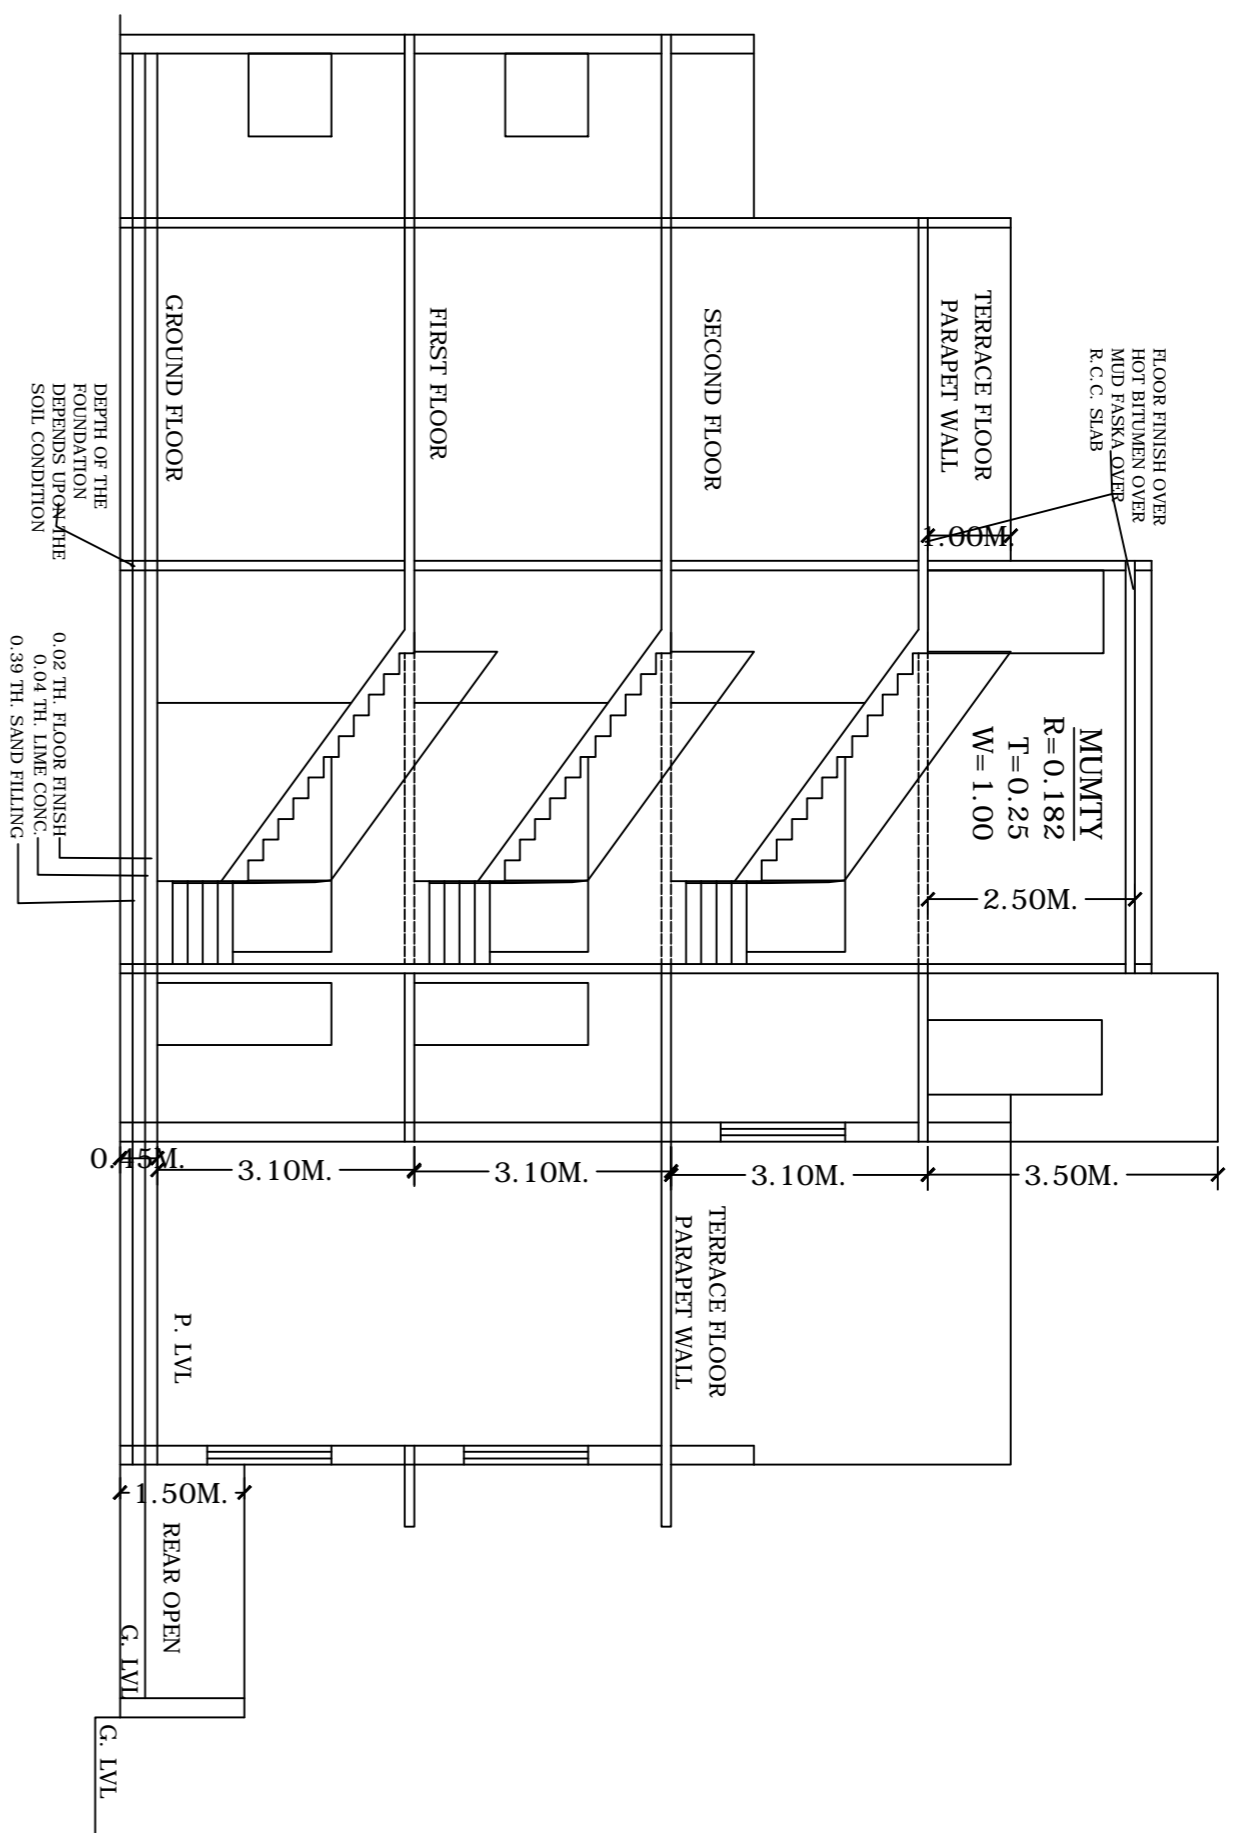 FLOOR FINISH OVER
HOT BITUMEN OVER
MUD FASKA OVER
R.C.C. SLAB
MUMTY
R=0.182
T=0.25
W=1.00
2.50M.
1.00M.
TERRACE FLOOR
PARAPET WALL
SECOND FLOOR
FIRST FLOOR
GROUND FLOOR
3.50M.
3.10M.
3.10M.
3.10M.
0.45M.
TERRACE FLOOR
PARAPET WALL
P. LVL
1.50M.
REAR OPEN
G. LVL
G. LVL
DEPTH OF THE
FOUNDATION
DEPENDS UPON THE
SOIL CONDITION
0.02 TH. FLOOR FINISH
0.04 TH. LIME CONC.
0.39 TH. SAND FILLING